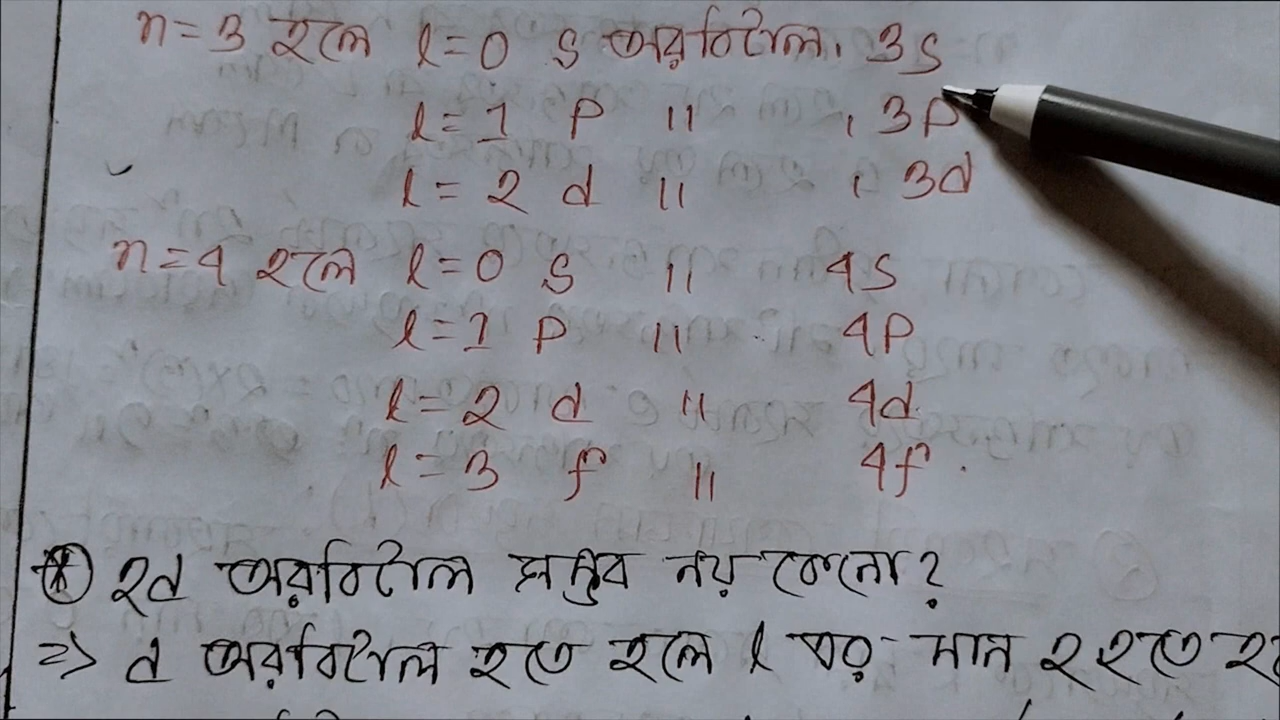 n=3 হলে l=0 s অরবিটাল, 3s
l=1 p " , 3p
l=2 d " , 3d
n=4 হলে l=0 s " 4s
l=1 p " 4p
l=2 d " 4d
l=3 f " 4f
* 2d অরবিটাল সম্ভব নয় কেনো?
=> d অরবিটাল হতে হলে l এর মান 2 হতে